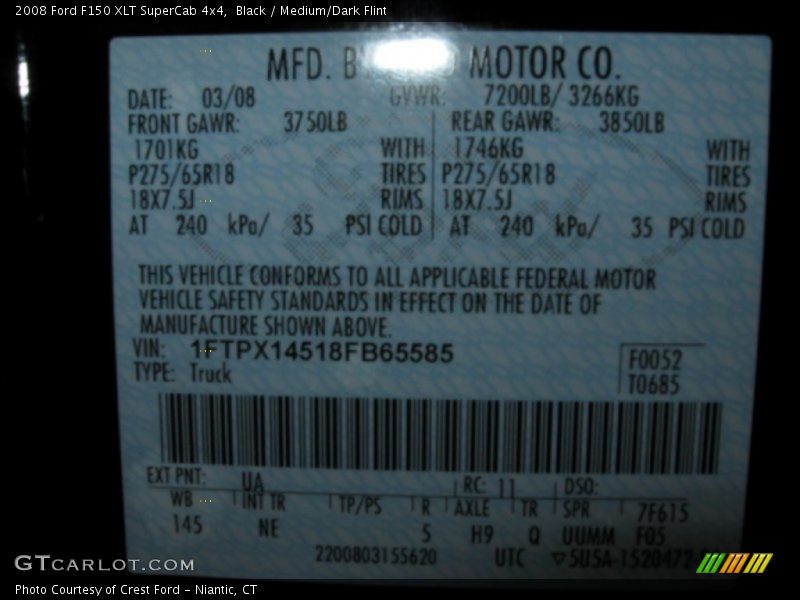 2008 Ford F150 XLT SuperCab 4x4,  Black / Medium/Dark Flint
MFD. B MOTOR CO.
DATE: 03/08 GVWR: 7200LB/ 3266KG
FRONT GAWR: 3750LB REAR GAWR: 3850LB
1701KG WITH 1746KG WITH
P275/65R18 TIRES P275/65R18 TIRES
18X7.5J RIMS 18X7.5J RIMS
AT 240 kPa/ 35 PSI COLD AT 240 kPa/ 35 PSI COLD
THIS VEHICLE CONFORMS TO ALL APPLICABLE FEDERAL MOTOR
VEHICLE SAFETY STANDARDS IN EFFECT ON THE DATE OF
MANUFACTURE SHOWN ABOVE.
VIN: 1FTPX14518FB65585 F0052
TYPE: Truck T0685
EXT PNT: UA RC: 11 DSO:
WB INT TR TP/PS R AXLE TR SPR 7F615
145 NE 5 H9 Q UUMM F05
2200803155620 UTC
GTCARLOT.COM
Photo Courtesy of Crest Ford - Niantic, CT